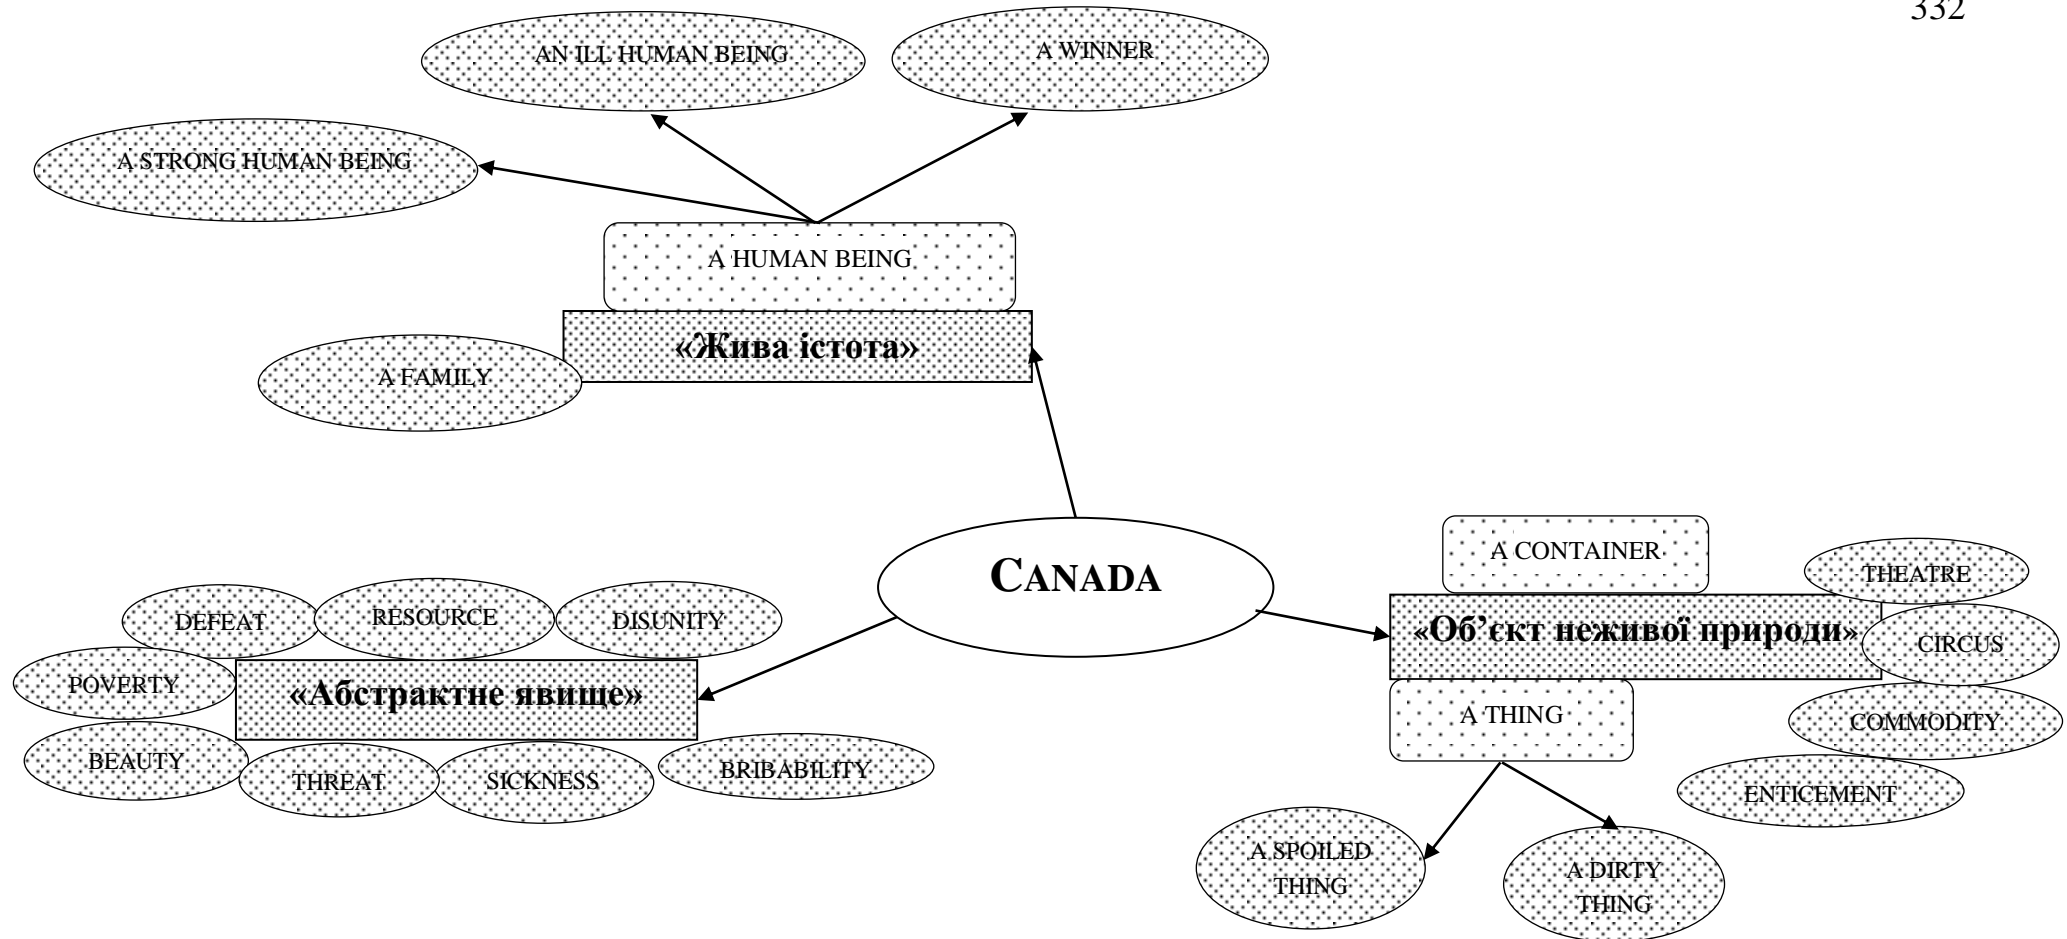 332
AN ILL HUMAN BEING
A WINNER
A STRONG HUMAN BEING
A HUMAN BEING
«Жива істота»
A FAMILY
CANADA
A CONTAINER
THEATRE
«Об’єкт неживої природи»
CIRCUS
A THING
COMMODITY
ENTICEMENT
A SPOILED
THING
A DIRTY
THING
DEFEAT
RESOURCE
DISUNITY
POVERTY
«Абстрактне явище»
BEAUTY
THREAT
SICKNESS
BRIBABILITY